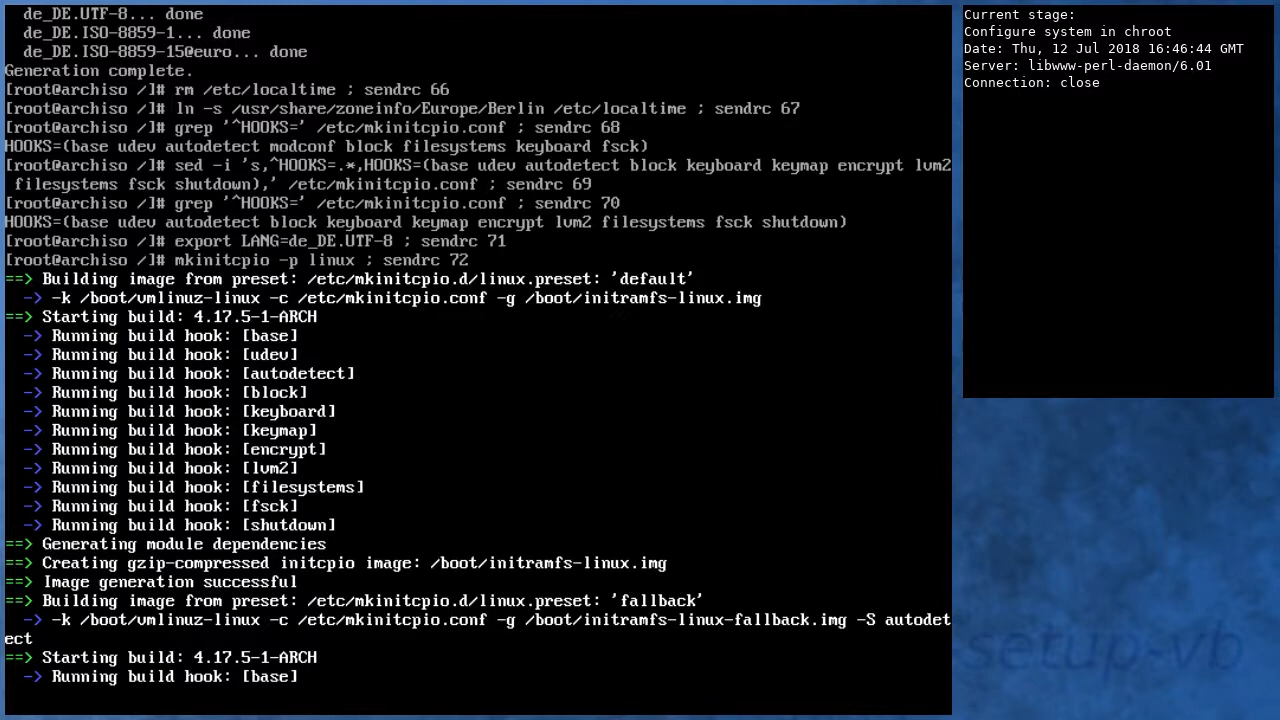 de_DE.UTF-8... done
  de_DE.ISO-8859-1... done
  de_DE.ISO-8859-15@euro... done
Generation complete.
[root@archiso /]# rm /etc/localtime ; sendrc 66
[root@archiso /]# ln -s /usr/share/zoneinfo/Europe/Berlin /etc/localtime ; sendrc 67
[root@archiso /]# grep '^HOOKS=' /etc/mkinitcpio.conf ; sendrc 68
HOOKS=(base udev autodetect modconf block filesystems keyboard fsck)
[root@archiso /]# sed -i 's,^HOOKS=.*,HOOKS=(base udev autodetect block keyboard keymap encrypt lvm2
 filesystems fsck shutdown),' /etc/mkinitcpio.conf ; sendrc 69
[root@archiso /]# grep '^HOOKS=' /etc/mkinitcpio.conf ; sendrc 70
HOOKS=(base udev autodetect block keyboard keymap encrypt lvm2 filesystems fsck shutdown)
[root@archiso /]# export LANG=de_DE.UTF-8 ; sendrc 71
[root@archiso /]# mkinitcpio -p linux ; sendrc 72
==> Building image from preset: /etc/mkinitcpio.d/linux.preset: 'default'
  -> -k /boot/vmlinuz-linux -c /etc/mkinitcpio.conf -g /boot/initramfs-linux.img
==> Starting build: 4.17.5-1-ARCH
  -> Running build hook: [base]
  -> Running build hook: [udev]
  -> Running build hook: [autodetect]
  -> Running build hook: [block]
  -> Running build hook: [keyboard]
  -> Running build hook: [keymap]
  -> Running build hook: [encrypt]
  -> Running build hook: [lvm2]
  -> Running build hook: [filesystems]
  -> Running build hook: [fsck]
  -> Running build hook: [shutdown]
==> Generating module dependencies
==> Creating gzip-compressed initcpio image: /boot/initramfs-linux.img
==> Image generation successful
==> Building image from preset: /etc/mkinitcpio.d/linux.preset: 'fallback'
  -> -k /boot/vmlinuz-linux -c /etc/mkinitcpio.conf -g /boot/initramfs-linux-fallback.img -S autodet
ect
==> Starting build: 4.17.5-1-ARCH
  -> Running build hook: [base]
Current stage:
Configure system in chroot
Date: Thu, 12 Jul 2018 16:46:44 GMT
Server: libwww-perl-daemon/6.01
Connection: close
setup-vb